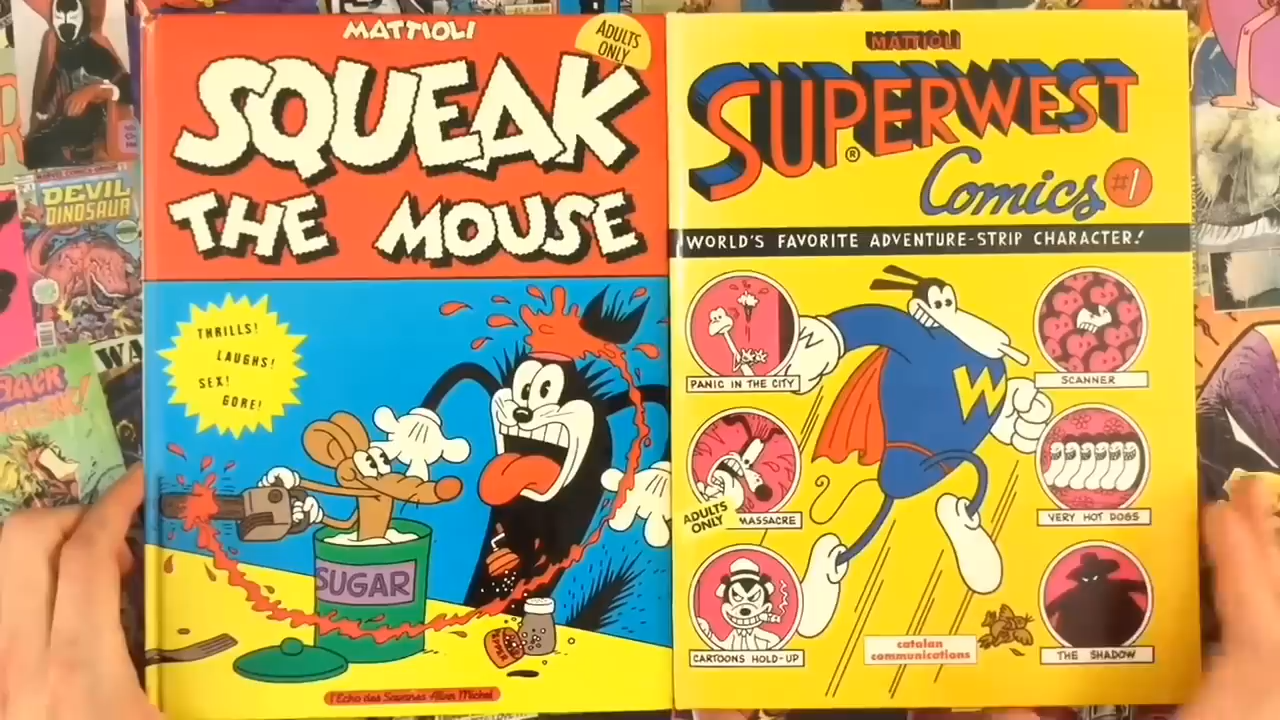 MATTIOLI
ADULTS
ONLY
SQUEAK
THE MOUSE
THRILLS!
LAUGHS!
SEX!
GORE!
SUGAR
l'Echo des Savanes Albin Michel
MATTIOLI
SUPERWEST
®
Comics #1
WORLD'S FAVORITE ADVENTURE-STRIP CHARACTER!
W
PANIC IN THE CITY
SCANNER
ADULTS
ONLY
MASSACRE
VERY HOT DOGS
CARTOONS HOLD-UP
THE SHADOW
catalan
communications
DEVIL
DINOSAUR
BACK